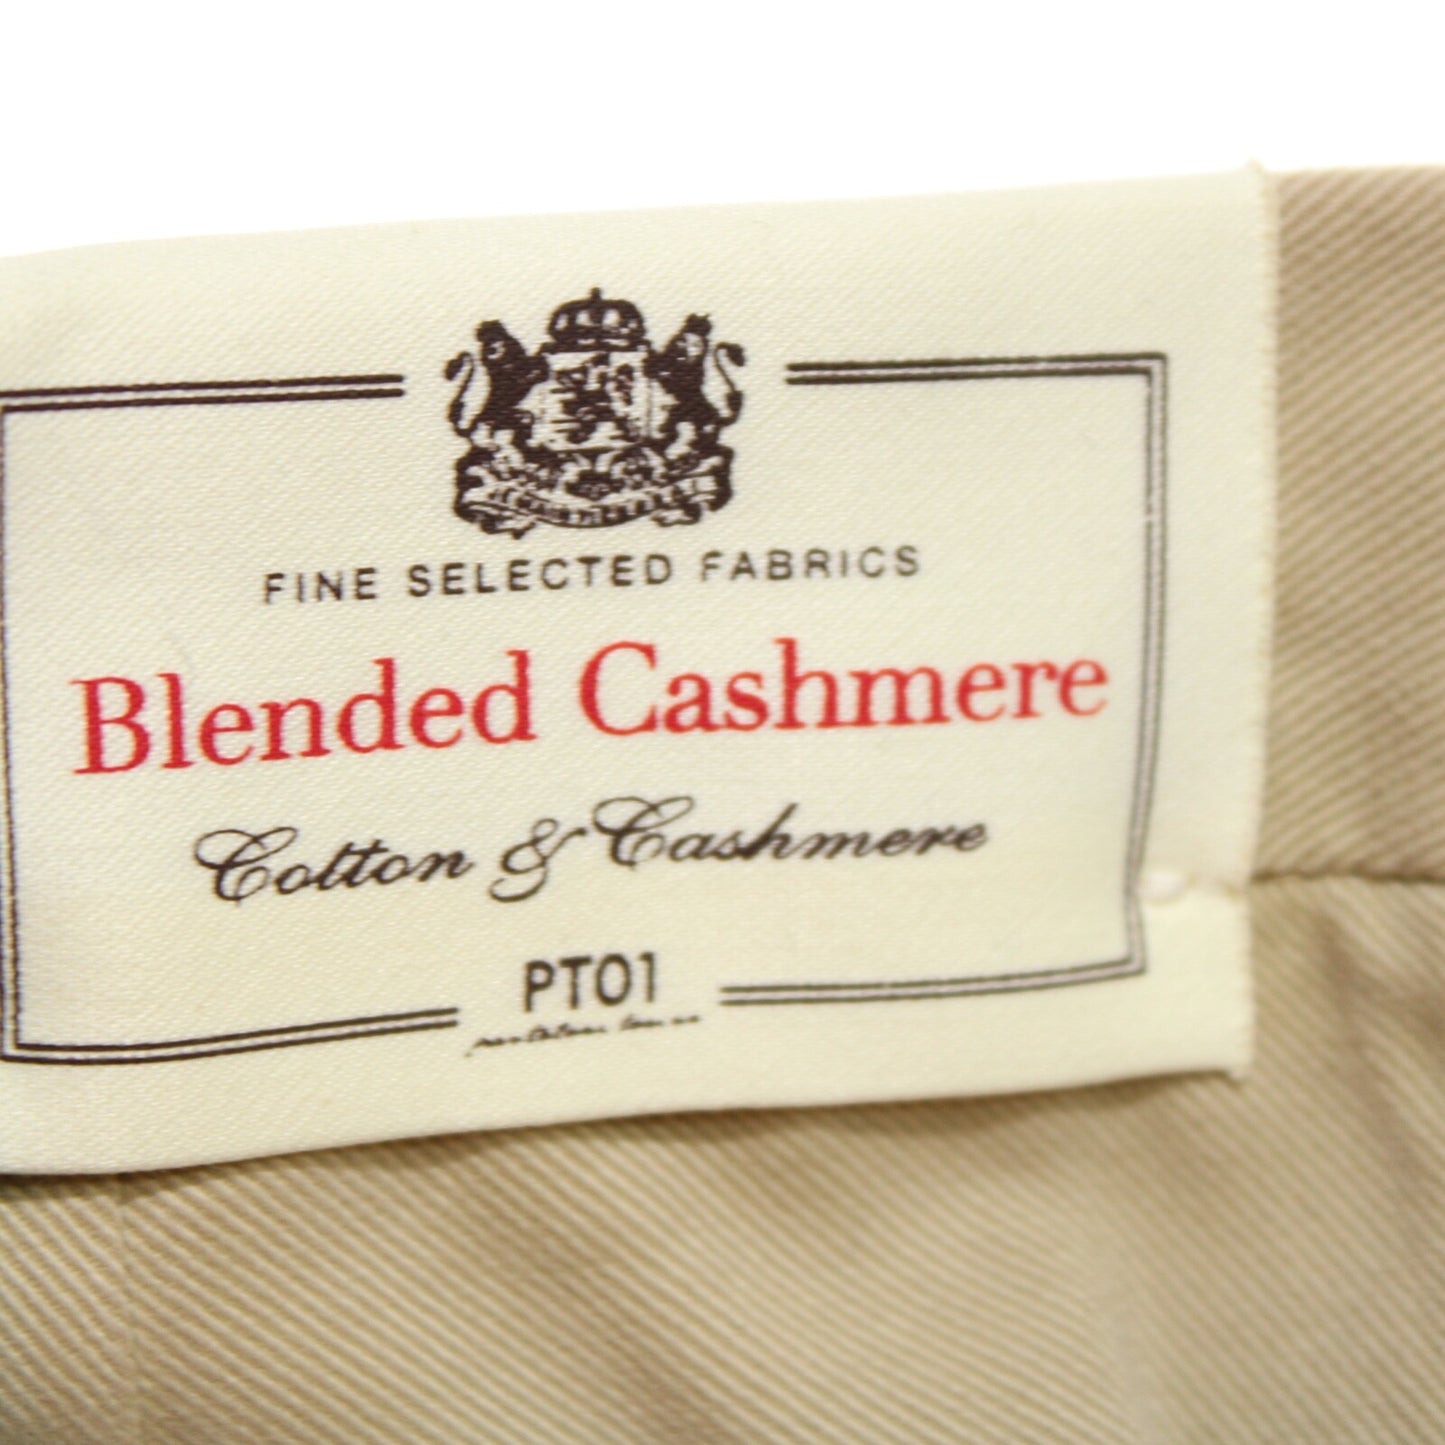 FINE SELECTED FABRICS
Blended Cashmere
Cotton & Cashmere
PT01